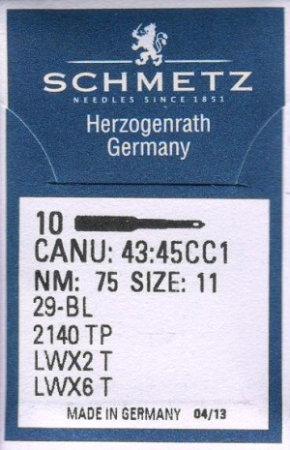 SCHMETZ
NEEDLES SINCE 1851
Herzogenrath
Germany
10
CANU: 43:45CC1
NM: 75 SIZE: 11
29-BL
2140 TP
LWX2 T
LWX6 T
MADE IN GERMANY 04/13